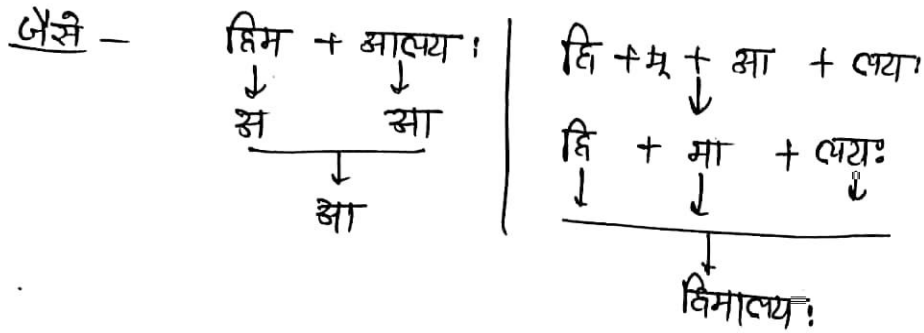 जैसे - हिम + आलयः
↓ ↓
अ आ
↓
आ
हि + म् + आ + लयः
↓
हि + मा + लयः
↓ ↓ ↓
↓
हिमालयः